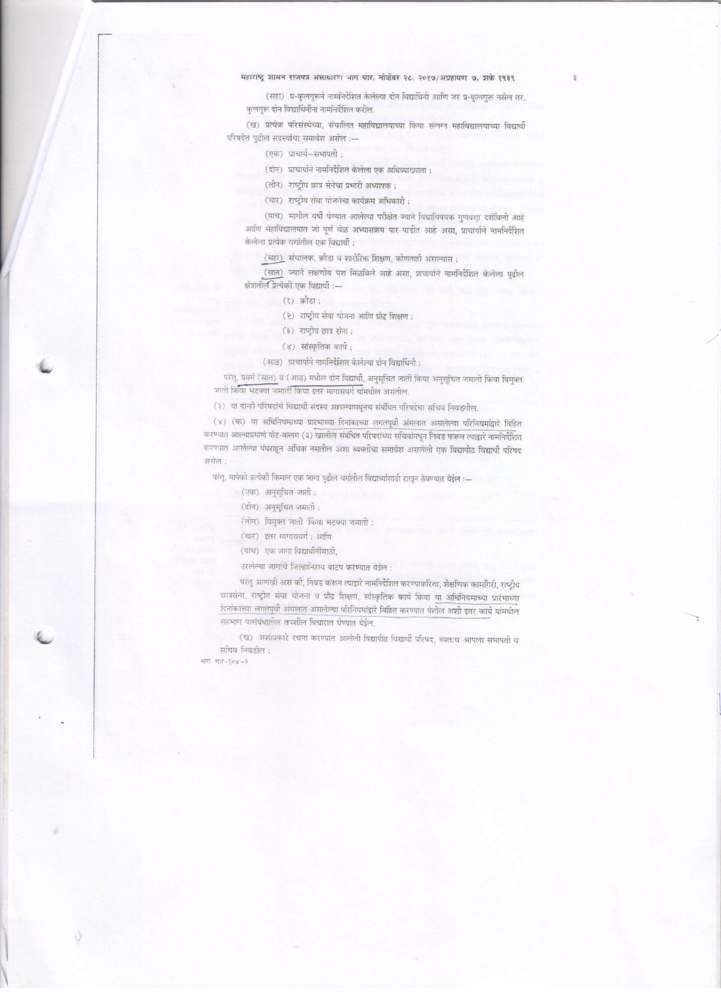 महाराष्ट्र शासन राजपत्र असाधारण भाग चार, नोव्हेंबर २८, २०१७/अग्रहायण ७, शके १९३९ ३
(सहा) प्र-कुलगुरूने नामनिर्देशित केलेल्या दोन विद्यार्थिनी आणि जर प्र-कुलगुरू नसेल तर,
कुलगुरू दोन विद्यार्थिनींना नामनिर्देशित करील.
(ख) प्रत्येक परिसंस्थेच्या, संचालित महाविद्यालयाच्या किंवा संलग्न महाविद्यालयाच्या विद्यार्थी
परिषदेत पुढील सदस्यांचा समावेश असेल :—
(एक) प्राचार्य—सभापती ;
(दोन) प्राचार्याने नामनिर्देशित केलेला एक अधिव्याख्याता ;
(तीन) राष्ट्रीय छात्र सेनेचा प्रभारी अध्यापक ;
(चार) राष्ट्रीय सेवा योजनेचा कार्यक्रम अधिकारी ;
(पाच) मागील वर्षी घेण्यात आलेल्या परीक्षेत ज्याने विद्याविषयक गुणवत्ता दर्शविली आहे
आणि महाविद्यालयात जो पूर्ण वेळ अभ्यासक्रम पार पाडीत आहे असा, प्राचार्याने नामनिर्देशित
केलेला प्रत्येक वर्गातील एक विद्यार्थी ;
(सहा) संचालक, क्रीडा व शारीरिक शिक्षण, कोणताही असल्यास ;
(सात) ज्याने लक्षणीय यश मिळविले आहे असा, प्राचार्याने नामनिर्देशित केलेला पुढील
क्षेत्रातील प्रत्येकी एक विद्यार्थी :—
(१) क्रीडा ;
(२) राष्ट्रीय सेवा योजना आणि प्रौढ शिक्षण ;
(३) राष्ट्रीय छात्र सेना ;
(४) सांस्कृतिक कार्ये ;
(आठ) प्राचार्याने नामनिर्देशित केलेल्या दोन विद्यार्थिनी :
परंतु, प्रवर्ग (सात) व (आठ) मधील दोन विद्यार्थी, अनुसूचित जाती किंवा अनुसूचित जमाती किंवा विमुक्त
जाती किंवा भटक्या जमाती किंवा इतर मागासवर्ग यांमधील असतील.
(३) या दोन्ही परिषदांचे विद्यार्थी सदस्य आपल्यामधूनच संबंधित परिषदेचा सचिव निवडतील.
(४) (क) या अधिनियमाच्या प्रारंभाच्या दिनांकाच्या लगतपूर्वी अंमलात असलेल्या परिनियमांद्वारे विहित
करण्यात आल्याप्रमाणे पोट-कलम (३) खालील संबंधित परिषदांच्या सचिवांमधून निवड करून त्याद्वारे नामनिर्देशित
करण्यात आलेल्या पंधराहून अधिक नसतील अशा व्यक्तींचा समावेश असलेली एक विद्यापीठ विद्यार्थी परिषद
असेल :
परंतु, यापैकी प्रत्येकी किमान एक जागा पुढील वर्गातील विद्यार्थ्यांसाठी राखून ठेवण्यात येईल :—
(एक) अनुसूचित जाती ;
(दोन) अनुसूचित जमाती ;
(तीन) विमुक्त जाती किंवा भटक्या जमाती ;
(चार) इतर मागासवर्ग ; आणि
(पाच) एक जागा विद्यार्थीनींसाठी,
उरलेल्या जागांचे जिल्हानिहाय वाटप करण्यात येईल :
परंतु आणखी असे की, निवड करून त्याद्वारे नामनिर्देशित करण्याकरिता, शैक्षणिक कामगिरी, राष्ट्रीय
छात्रसेना, राष्ट्रीय सेवा योजना व प्रौढ शिक्षण, सांस्कृतिक कार्य किंवा या अधिनियमाच्या प्रारंभाच्या
दिनांकाच्या लगतपूर्वी अंमलात असलेल्या परिनियमांद्वारे विहित करण्यात येतील अशी इतर कार्ये यांमधील
सहभाग यासंबंधातील तपशील विचारात घेण्यात येईल.
(ख) अशाप्रकारे रचना करण्यात आलेली विद्यापीठ विद्यार्थी परिषद, स्वतःच आपला सभापती व
सचिव निवडील ;
भाग चार-१०४-२